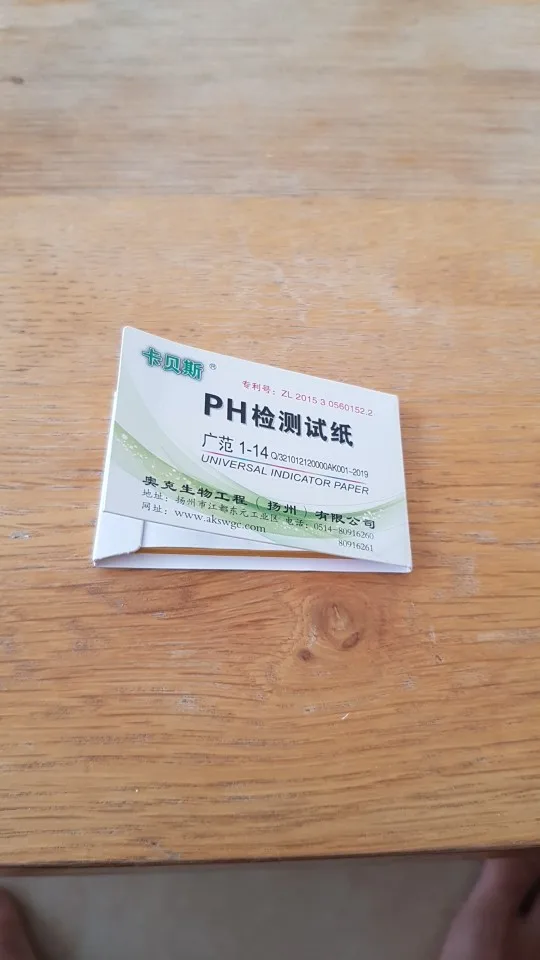 卡贝斯®
专利号：ZL 2015 3 0560152.2
PH检测试纸
广范 1-14 Q/321012120000AK001-2019
UNIVERSAL INDICATOR PAPER
奥克生物工程（扬州）有限公司
地址：扬州市江都东元工业区 电话：0514-80916260
网址：www.akswgc.com 80916261